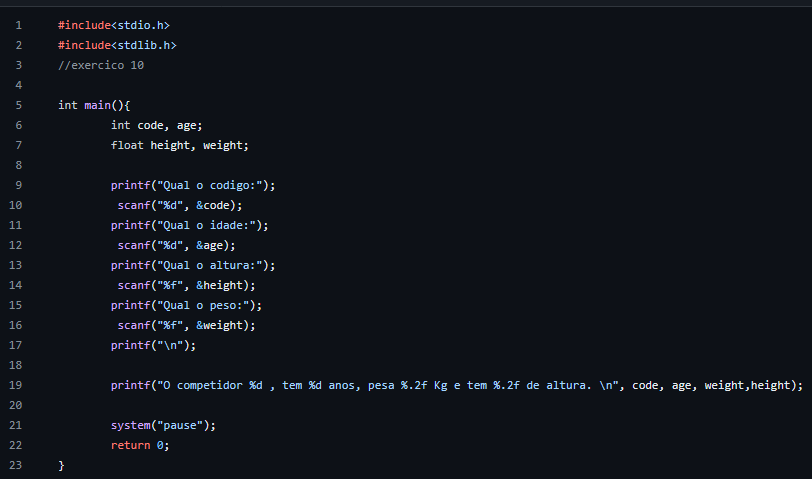 1 #include<stdio.h>
2 #include<stdlib.h>
3 //exercico 10
4
5 int main(){
6 int code, age;
7 float height, weight;
8
9 printf("Qual o codigo:");
10 scanf("%d", &code);
11 printf("Qual o idade:");
12 scanf("%d", &age);
13 printf("Qual o altura:");
14 scanf("%f", &height);
15 printf("Qual o peso:");
16 scanf("%f", &weight);
17 printf("\n");
18
19 printf("O competidor %d , tem %d anos, pesa %.2f Kg e tem %.2f de altura. \n", code, age, weight,height);
20
21 system("pause");
22 return 0;
23 }